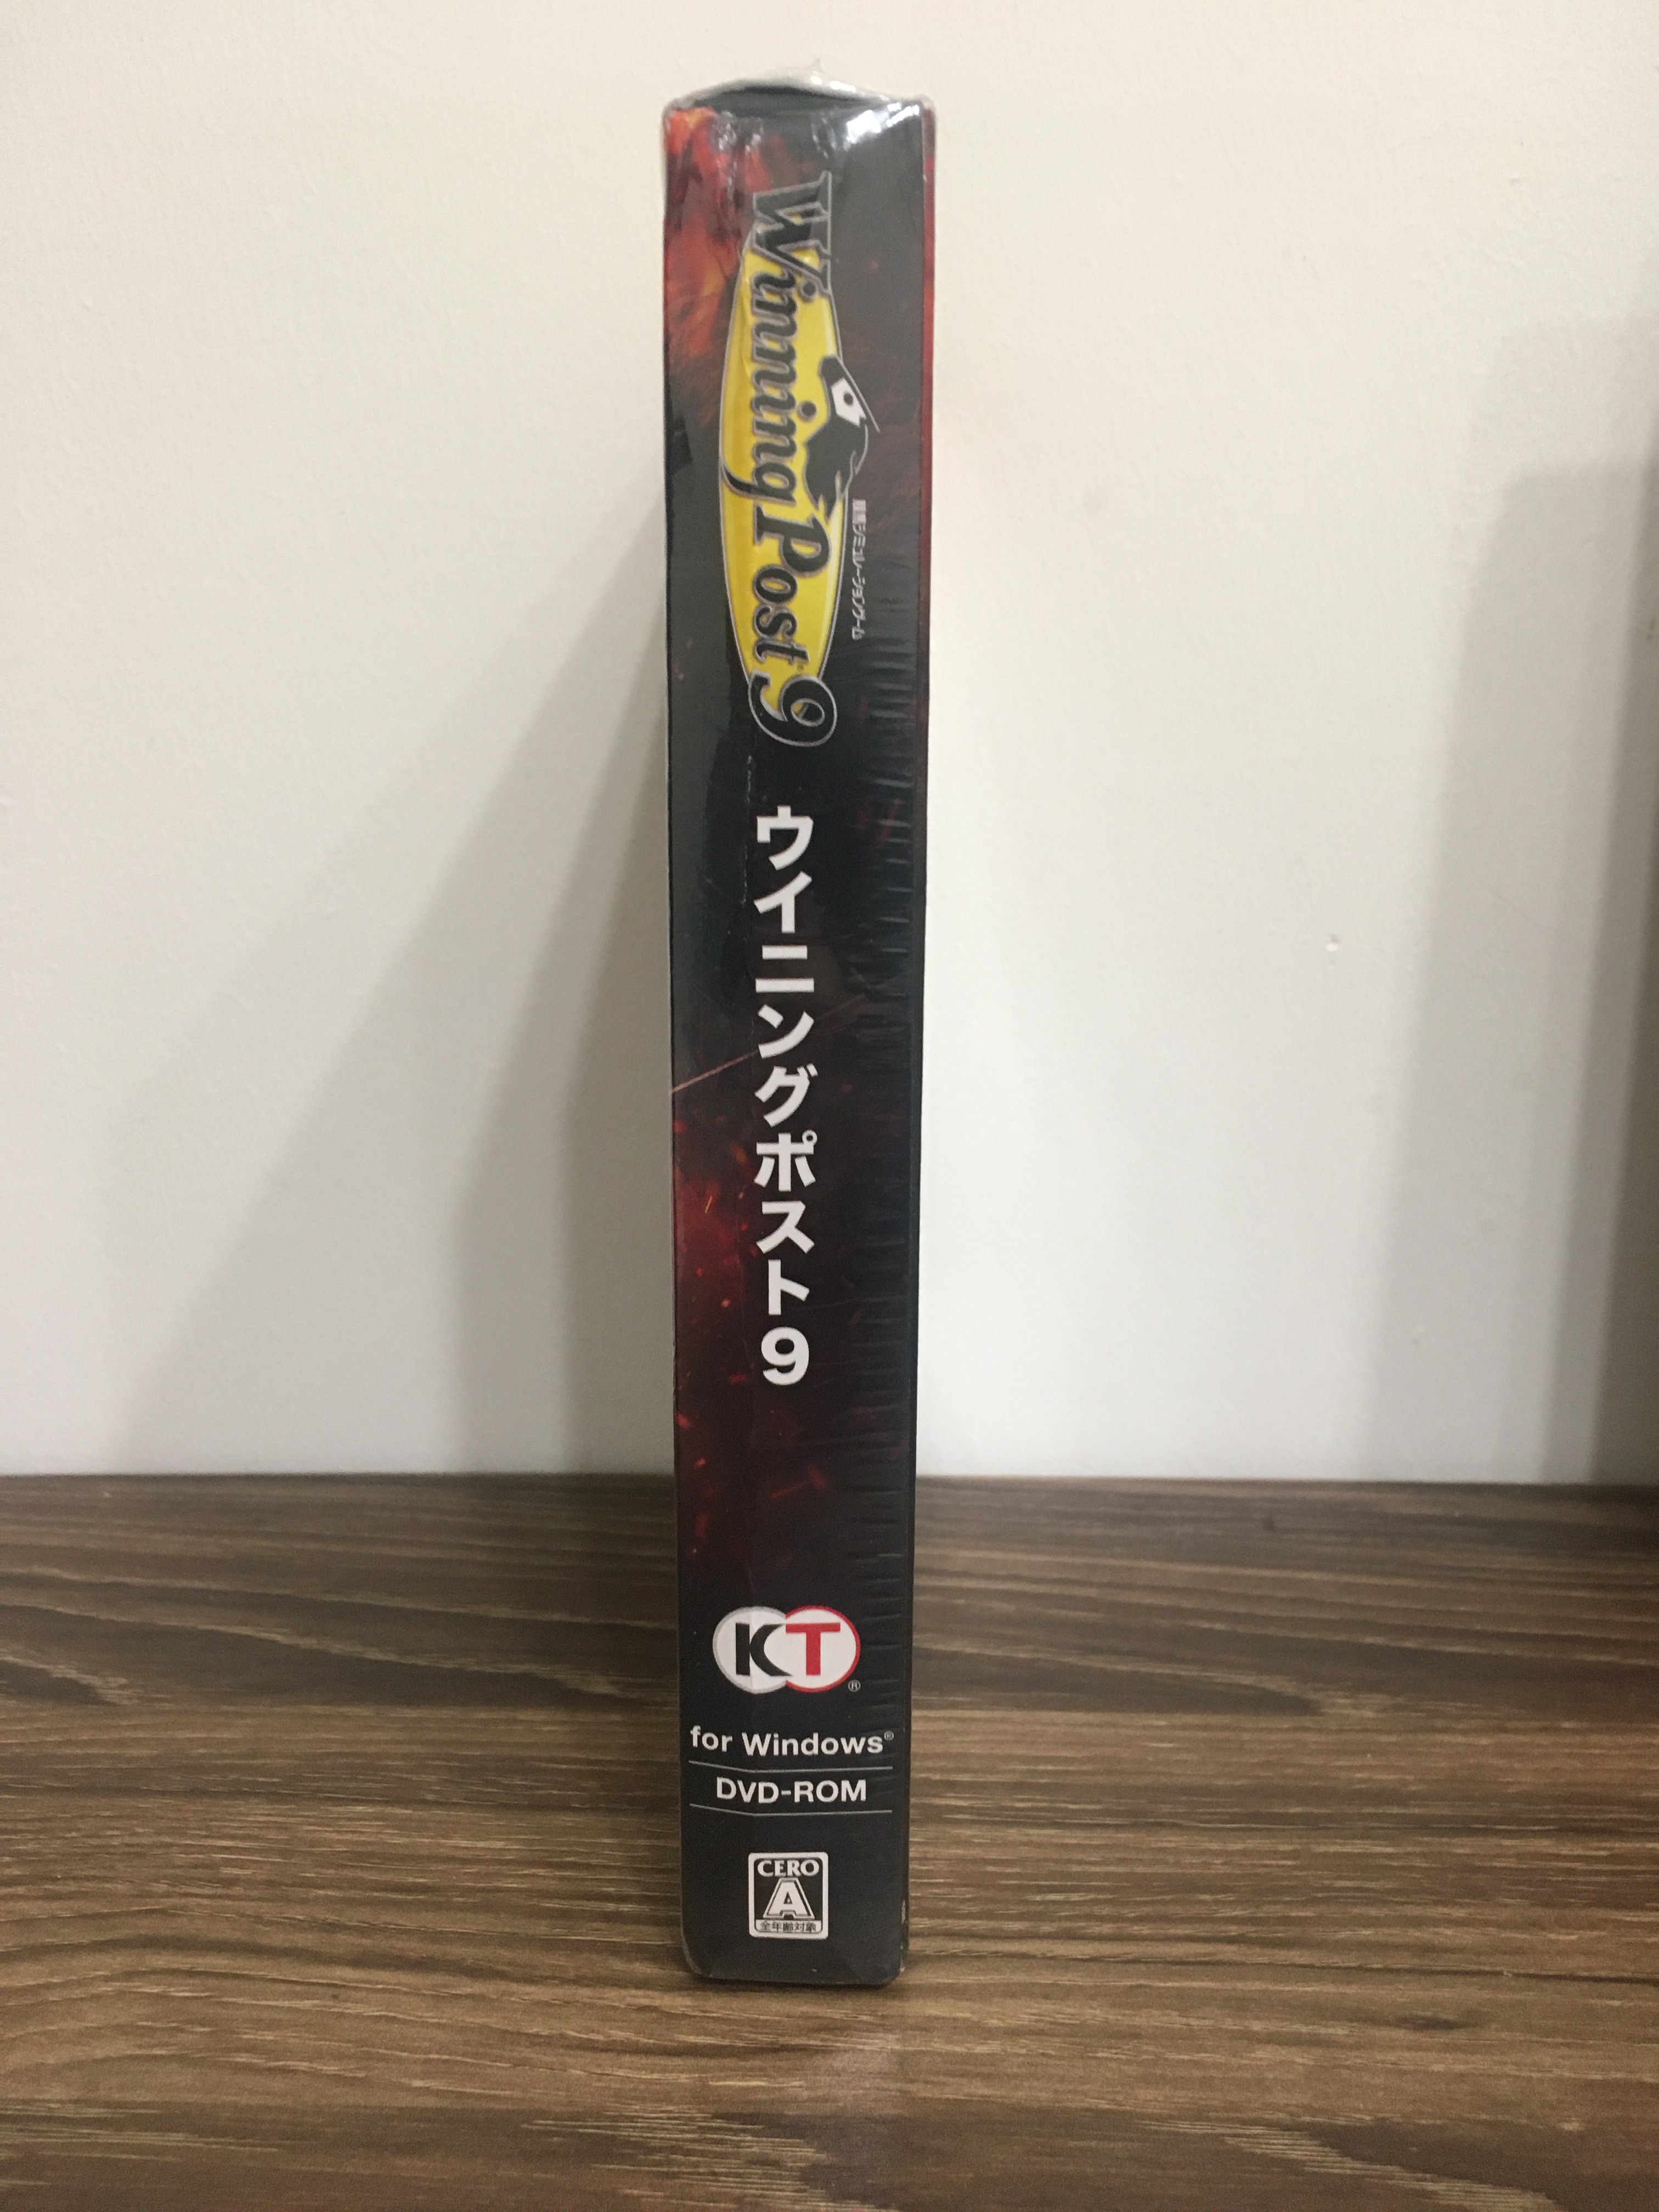 Winning Post 9
競馬シミュレーションゲーム
ウイニングポスト9
KT®
for Windows®
DVD-ROM
CERO
A
全年齢対象